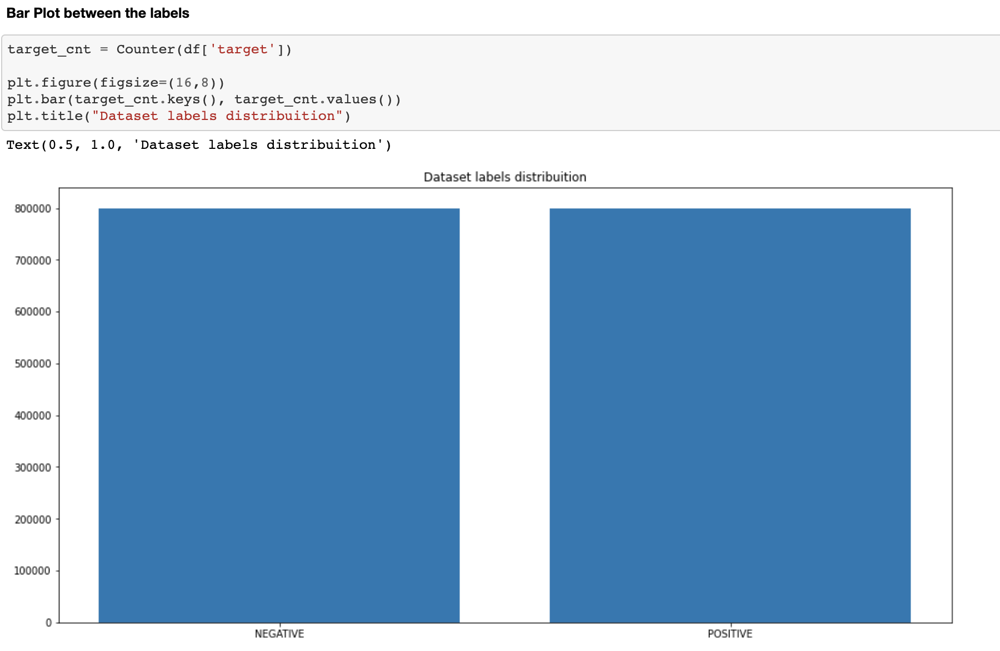 Bar Plot between the labels
target_cnt = Counter(df['target'])
plt.figure(figsize=(16,8))
plt.bar(target_cnt.keys(), target_cnt.values())
plt.title("Dataset labels distribuition")
Text(0.5, 1.0, 'Dataset labels distribuition')
Dataset labels distribuition
800000
700000
600000
500000
400000
300000
200000
100000
0
NEGATIVE POSITIVE